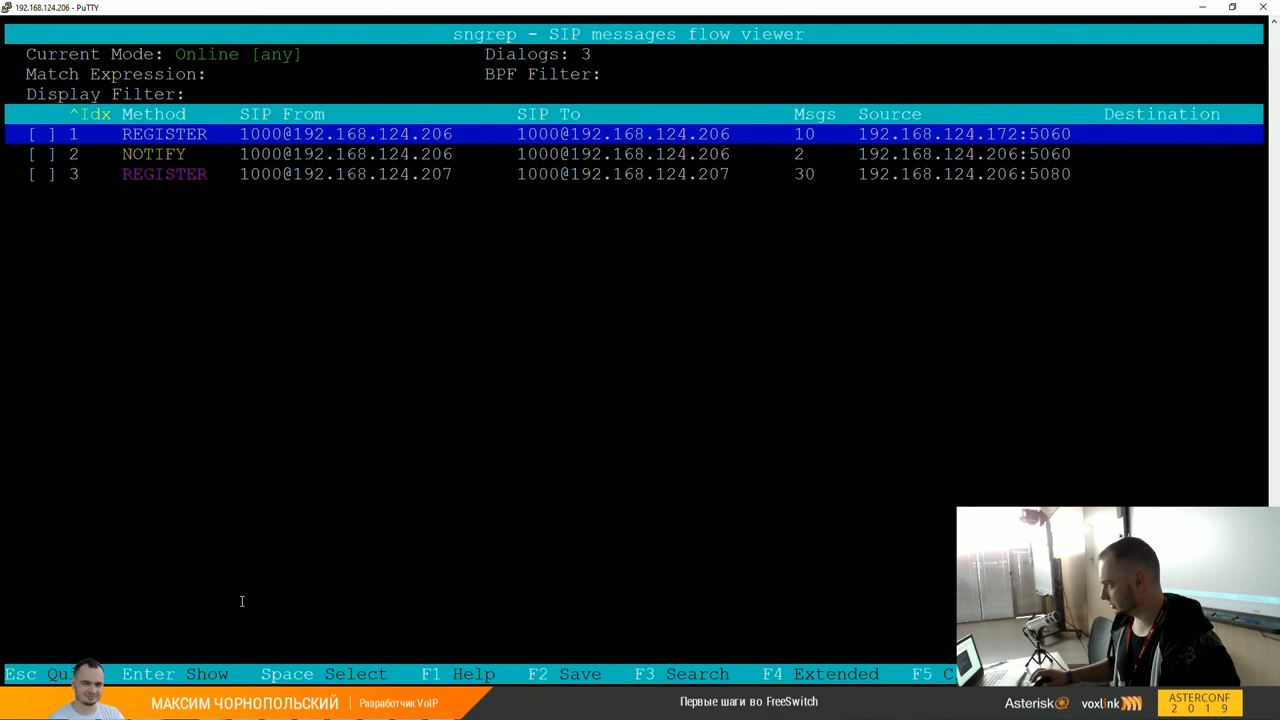 192.168.124.206 - PuTTY
sngrep - SIP messages flow viewer
Current Mode: Online [any] Dialogs: 3
Match Expression: BPF Filter:
Display Filter:
^Idx Method SIP From SIP To Msgs Source Destination
[ ] 1 REGISTER 1000@192.168.124.206 1000@192.168.124.206 10 192.168.124.172:5060
[ ] 2 NOTIFY 1000@192.168.124.206 1000@192.168.124.206 2 192.168.124.206:5060
[ ] 3 REGISTER 1000@192.168.124.207 1000@192.168.124.207 30 192.168.124.206:5080
Esc Enter Show Space Select F1 Help F2 Save F3 Search F4 Extended F5
МАКСИМ ЧОРНОПОЛЬСКИЙ | Разработчик VoIP
Первые шаги во FreeSwitch
Asterisk voxlink
ASTERCONF
2019